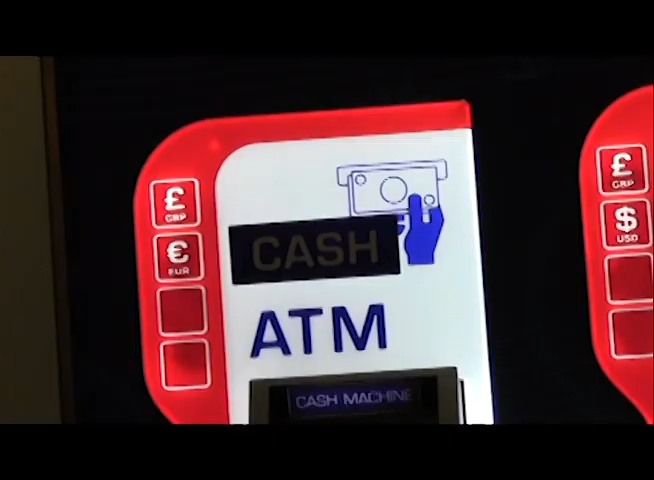 £
GBP
€
EUR
CASH
ATM
CASH MACHINE
£
GBP
$
USD